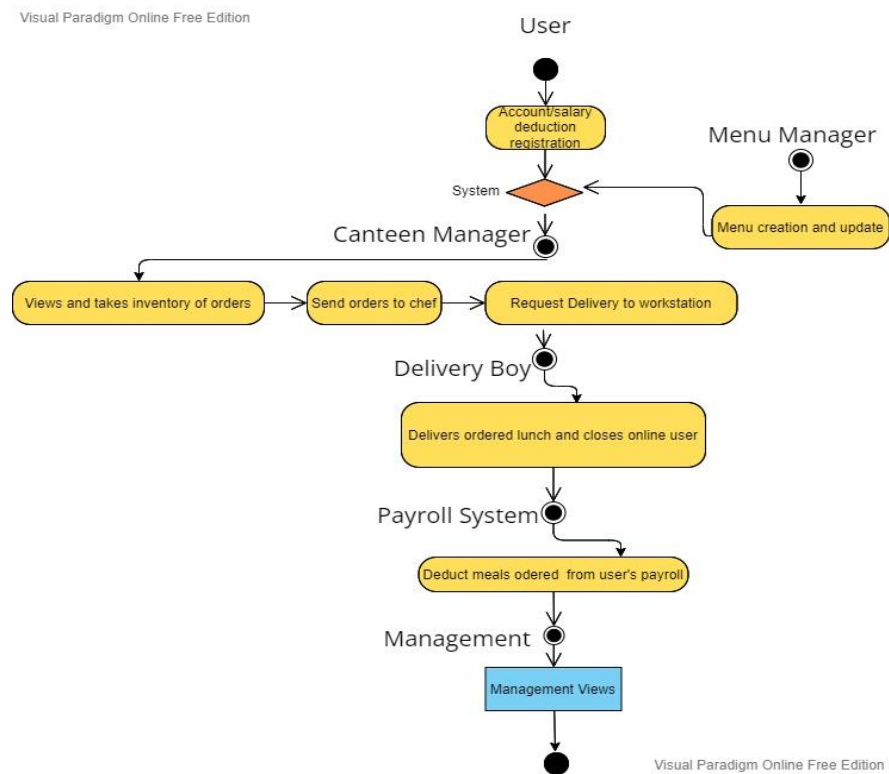 Visual Paradigm Online Free Edition
User
Account/salary
deduction
registration
Menu Manager
System
Menu creation and update
Canteen Manager
Views and takes inventory of orders
Send orders to chef
Request Delivery to workstation
Delivery Boy
Delivers ordered lunch and closes online user
Payroll System
Deduct meals odered  from user's payroll
Management
Management Views
Visual Paradigm Online Free Edition